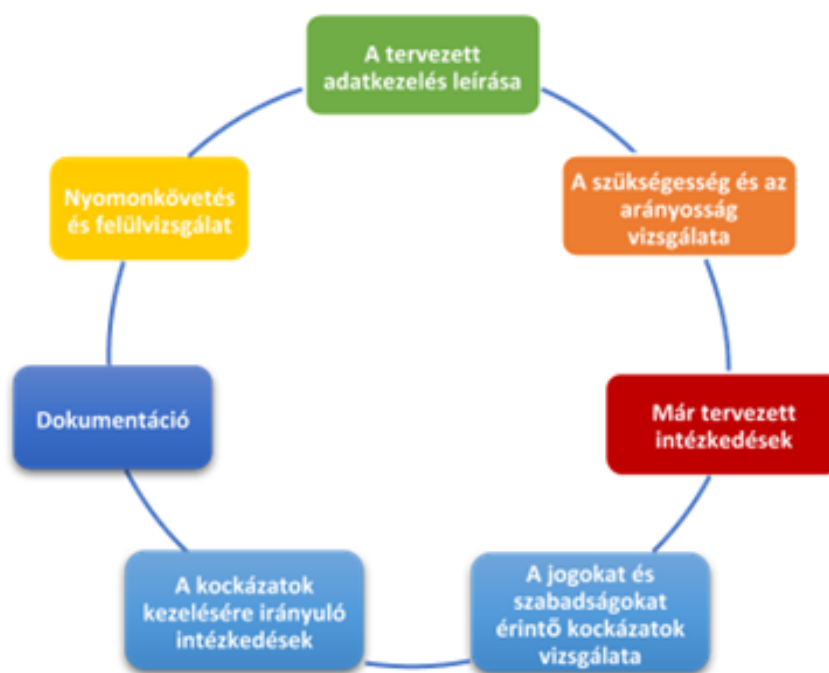 A tervezett
adatkezelés leírása
A szükségesség és az
arányosság
vizsgálata
Már tervezett
intézkedések
A jogokat és
szabadságokat
érintő kockázatok
vizsgálata
A kockázatok
kezelésére irányuló
intézkedések
Dokumentáció
Nyomonkövetés
és felülvizsgálat